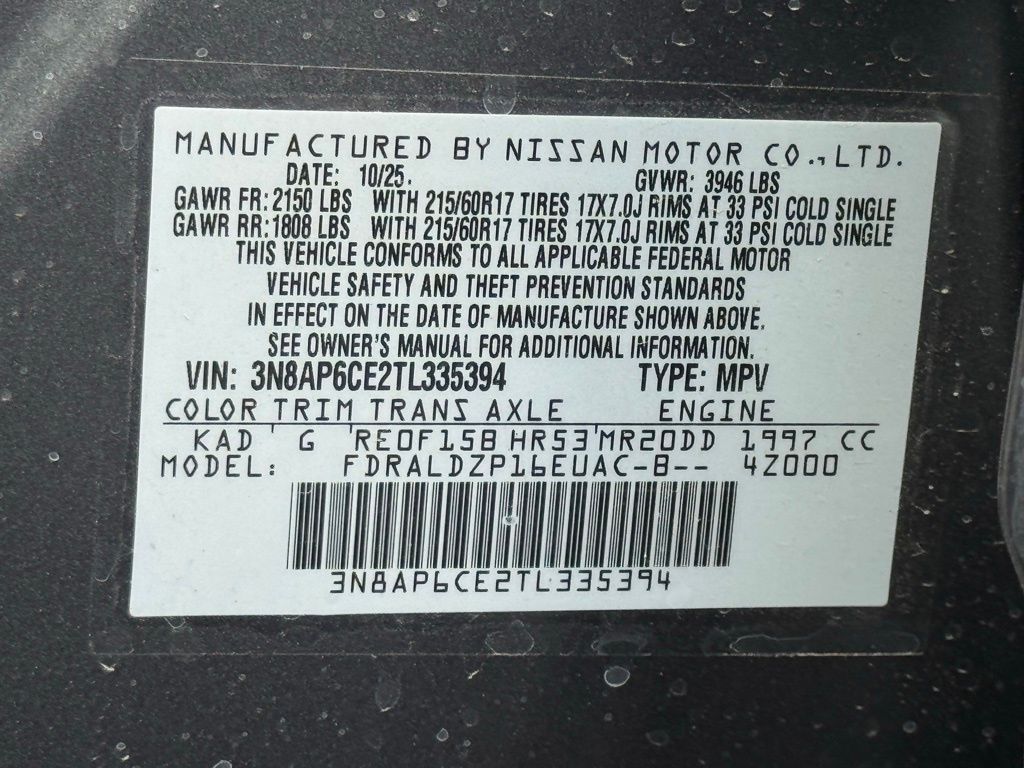 MANUFACTURED BY NISSAN MOTOR CO., LTD.
DATE: 10/25. GVWR: 3946 LBS
GAWR FR: 2150 LBS WITH 215/60R17 TIRES 17X7.0J RIMS AT 33 PSI COLD SINGLE
GAWR RR: 1808 LBS WITH 215/60R17 TIRES 17X7.0J RIMS AT 33 PSI COLD SINGLE
THIS VEHICLE CONFORMS TO ALL APPLICABLE FEDERAL MOTOR
VEHICLE SAFETY AND THEFT PREVENTION STANDARDS
IN EFFECT ON THE DATE OF MANUFACTURE SHOWN ABOVE.
SEE OWNER'S MANUAL FOR ADDITIONAL INFORMATION.
VIN: 3N8AP6CE2TL335394 TYPE: MPV
COLOR TRIM TRANS AXLE ENGINE
KAD G RE0F15B HR53 MR20DD 1997 CC
MODEL: FDRALDZP16EUAC-B-- 4Z000
3N8AP6CE2TL335394